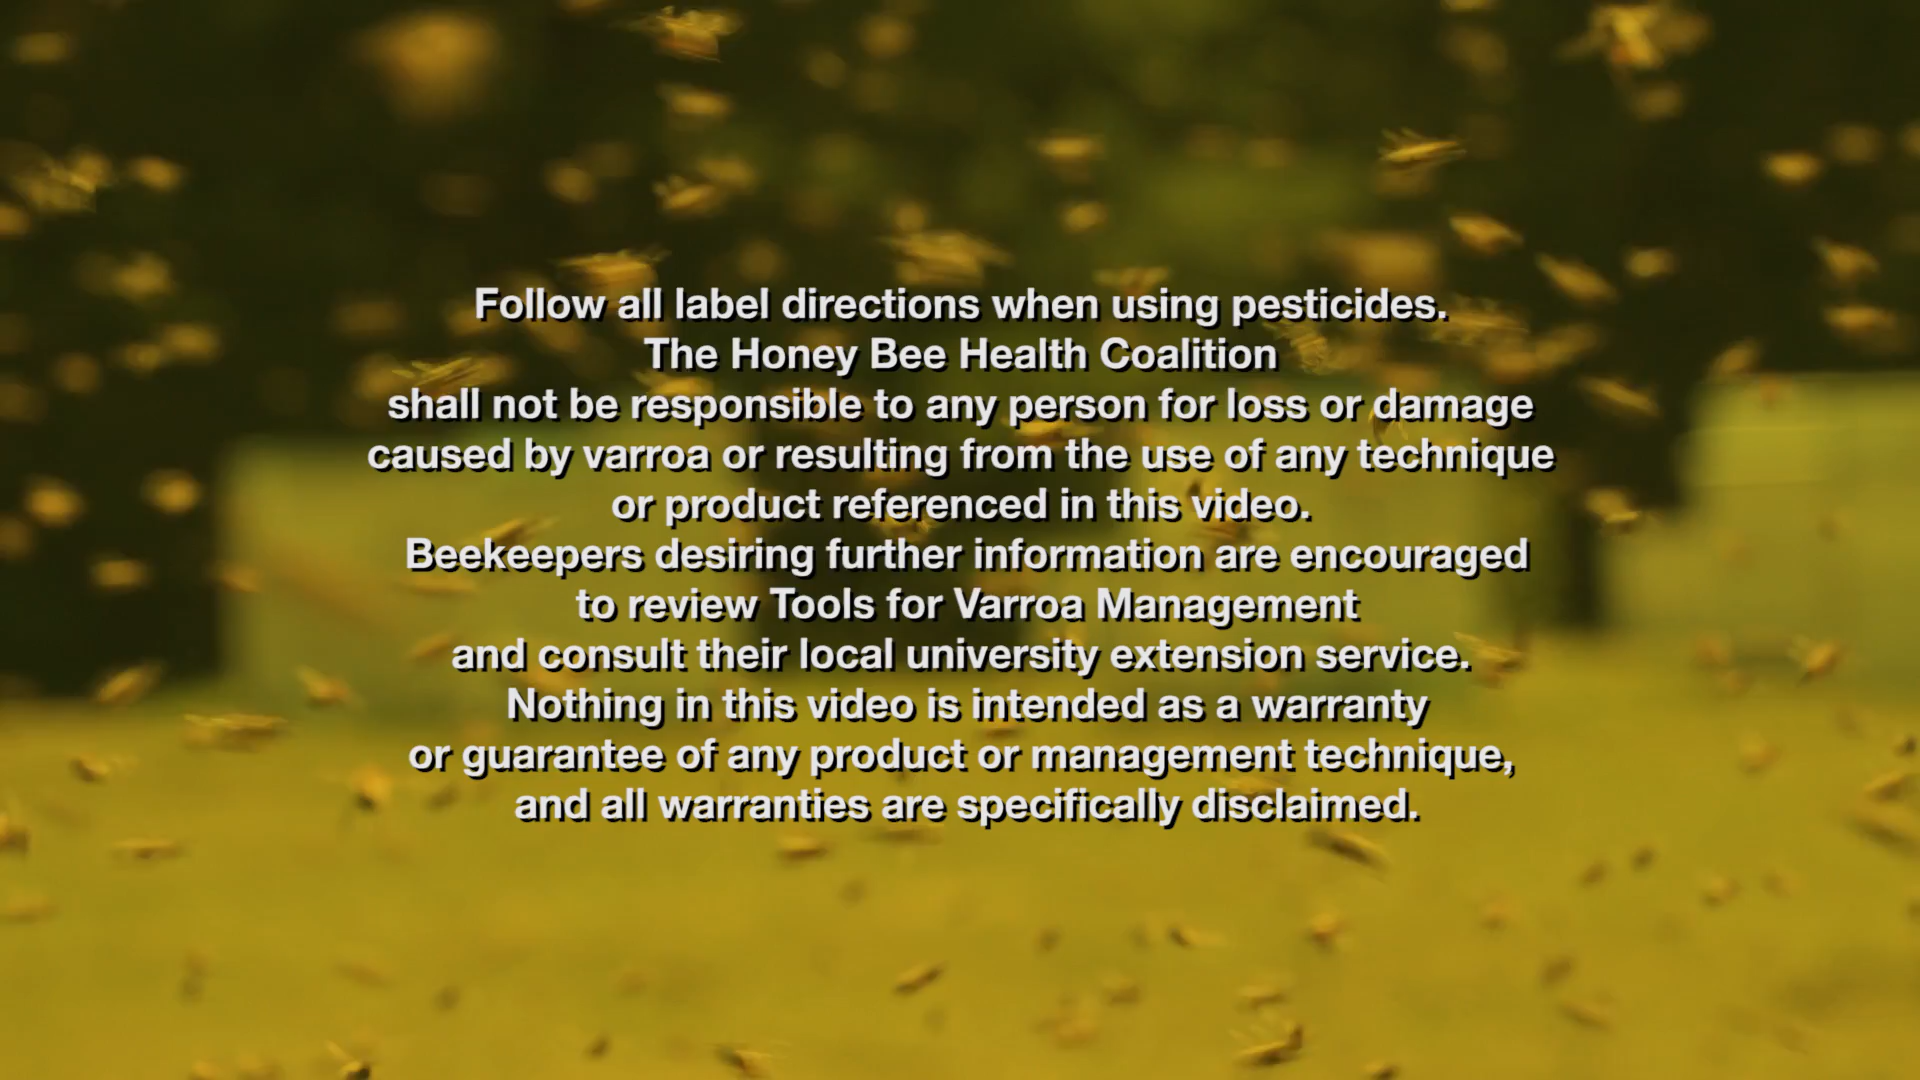 Follow all label directions when using pesticides.
The Honey Bee Health Coalition
shall not be responsible to any person for loss or damage
caused by varroa or resulting from the use of any technique
or product referenced in this video.
Beekeepers desiring further information are encouraged
to review Tools for Varroa Management
and consult their local university extension service.
Nothing in this video is intended as a warranty
or guarantee of any product or management technique,
and all warranties are specifically disclaimed.